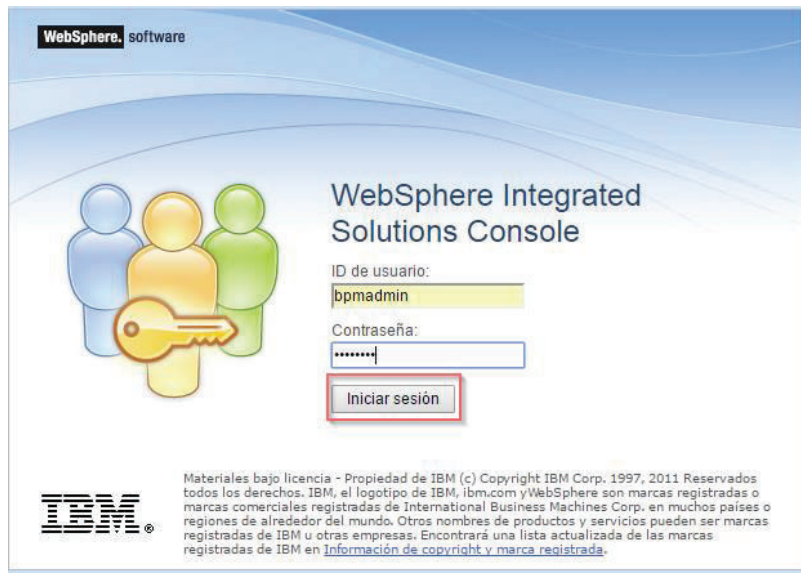 WebSphere. software
WebSphere Integrated
Solutions Console
ID de usuario:
bpmadmin
Contraseña:
••••••••
Iniciar sesión
Materiales bajo licencia - Propiedad de IBM (c) Copyright IBM Corp. 1997, 2011 Reservados
todos los derechos. IBM, el logotipo de IBM, ibm.com yWebSphere son marcas registradas o
marcas comerciales registradas de International Business Machines Corp. en muchos países o
regiones de alrededor del mundo. Otros nombres de productos y servicios pueden ser marcas
registradas de IBM u otras empresas. Encontrará una lista actualizada de las marcas
registradas de IBM en Información de copyright y marca registrada.
IBM®